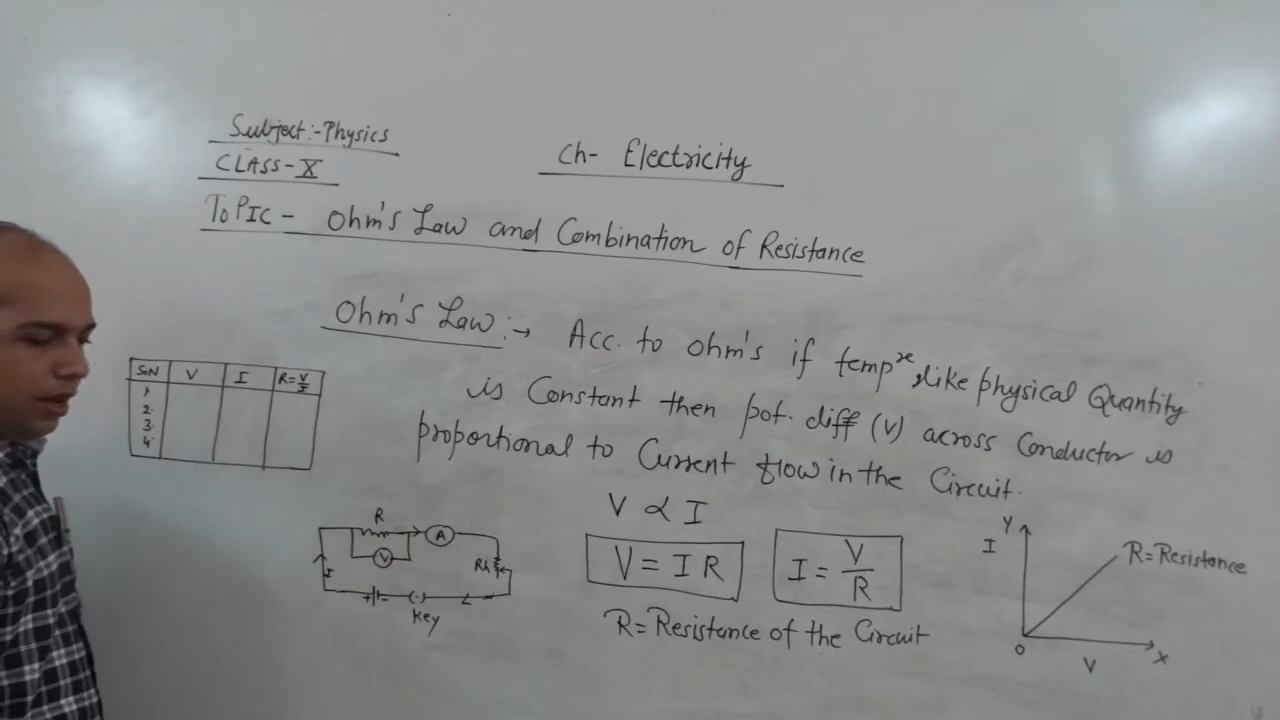 Subject:-Physics
CLASS-X
Ch- Electricity
TOPIC - Ohm's Law and Combination of Resistance
Ohm's Law :→ Acc. to ohm's if tempʳᵉ, like physical Quantity
is Constant then pot. diff (V) across Conductor is
proportional to Current flow in the Circuit.
V ∝ I
V = IR
I = V/R
R = Resistance of the Circuit
S.N V I R=V/I
1
2.
3.
4.
R
A
V
Rh
I
+ -
Key
Y
I
R=Resistance
O
V
X